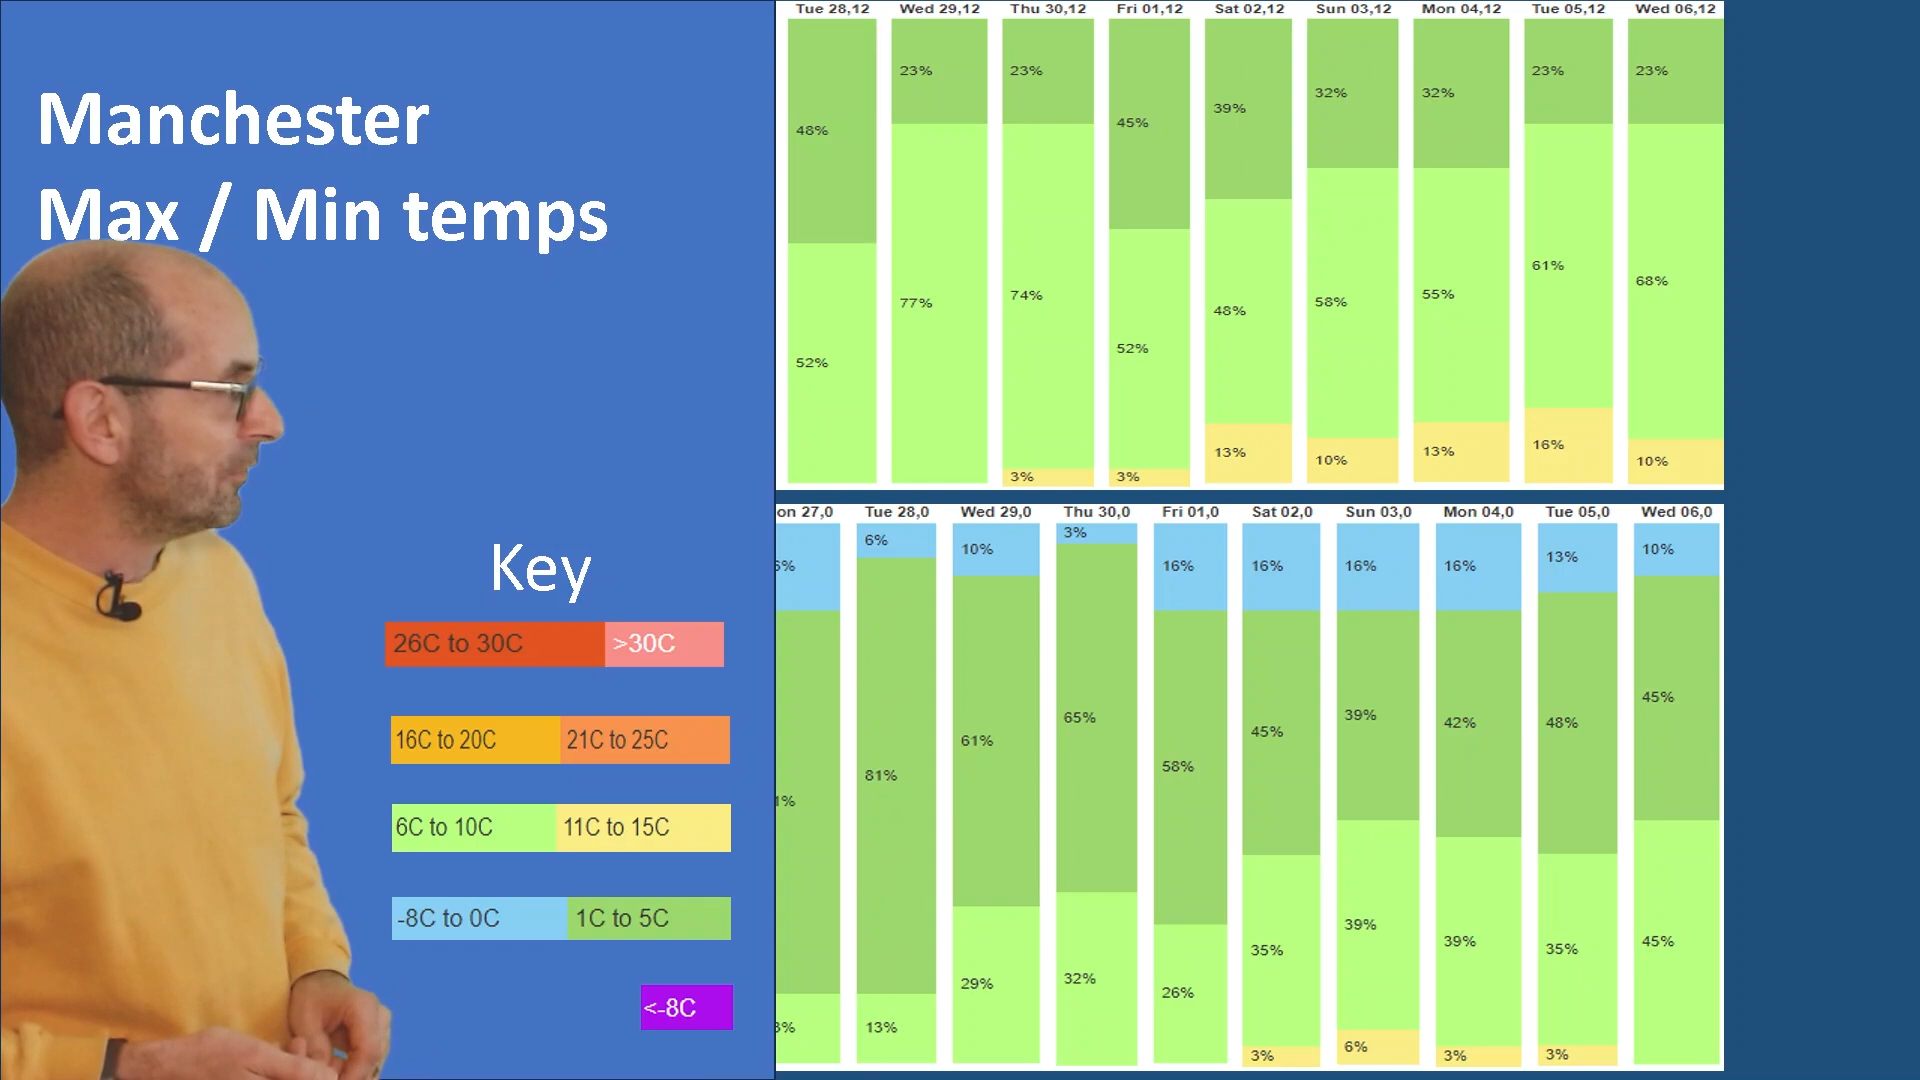 Manchester
Max / Min temps
Key
26C to 30C >30C
16C to 20C 21C to 25C
6C to 10C 11C to 15C
-8C to 0C 1C to 5C
<-8C
Tue 28,12 Wed 29,12 Thu 30,12 Fri 01,12 Sat 02,12 Sun 03,12 Mon 04,12 Tue 05,12 Wed 06,12
48% 23% 23% 45% 39% 32% 32% 23% 23%
52% 77% 74% 52% 48% 58% 55% 61% 68%
3% 3% 13% 10% 13% 16% 10%
on 27,0 Tue 28,0 Wed 29,0 Thu 30,0 Fri 01,0 Sat 02,0 Sun 03,0 Mon 04,0 Tue 05,0 Wed 06,0
6% 10% 3% 16% 16% 16% 16% 13% 10%
1% 81% 61% 65% 58% 45% 39% 42% 48% 45%
3% 13% 29% 32% 26% 35% 39% 39% 35% 45%
3% 6% 3% 3%